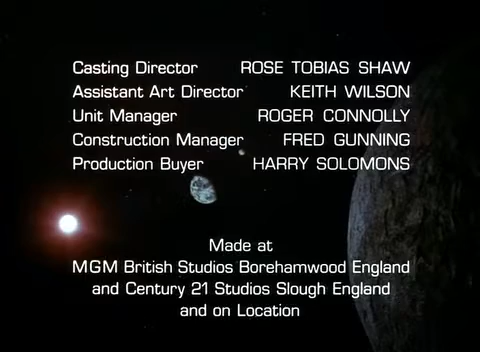 Casting Director ROSE TOBIAS SHAW
Assistant Art Director KEITH WILSON
Unit Manager ROGER CONNOLLY
Construction Manager FRED GUNNING
Production Buyer HARRY SOLOMONS
Made at
MGM British Studios Borehamwood England
and Century 21 Studios Slough England
and on Location